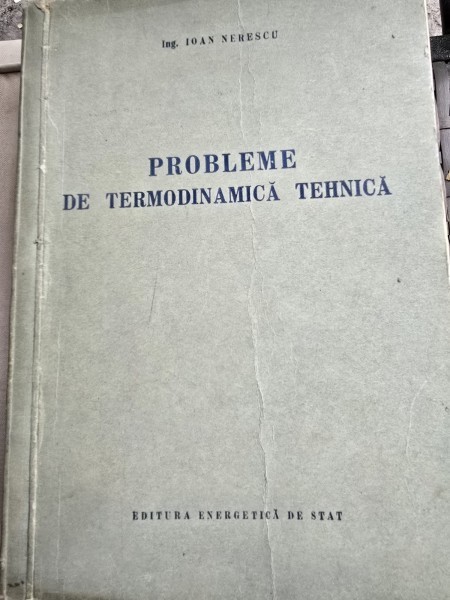 Ing. IOAN NERESCU
PROBLEME
DE TERMODINAMICĂ TEHNICĂ
EDITURA ENERGETICĂ DE STAT